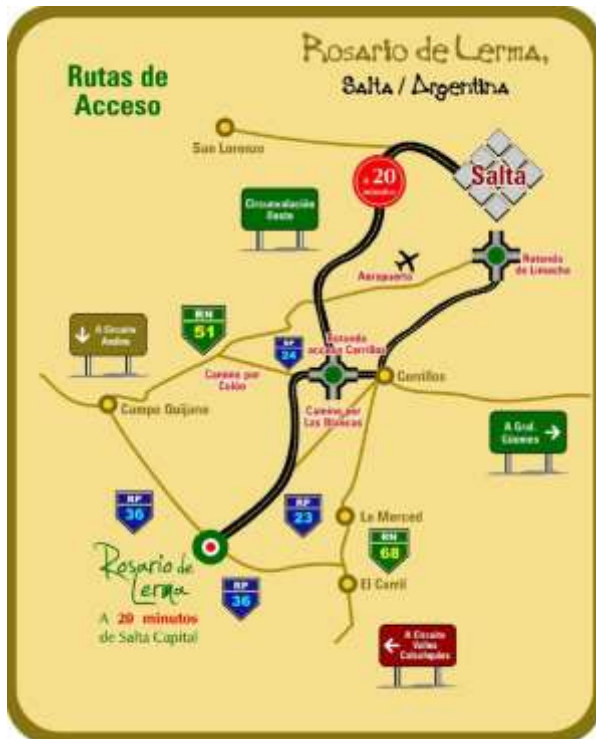 Rosario de Lerma,
Salta / Argentina
Rutas de
Acceso
San Lorenzo
A 20
minutos
Salta
Circunvalación
Oeste
Rotonda
de Limache
Aeropuerto
RN
51
A Circuito
Andino
RP
24
Rotonda
acceso Cerrillos
Camino por
Colón
Cerrillos
Campo Quijano
Camino por
Las Blancas
A Gral.
Güemes
RP
36
RP
23
La Merced
RN
68
Rosario de
Lerma
RP
36
El Carril
A 20 minutos
de Salta Capital
A Circuito
Valles
Calchaquíes